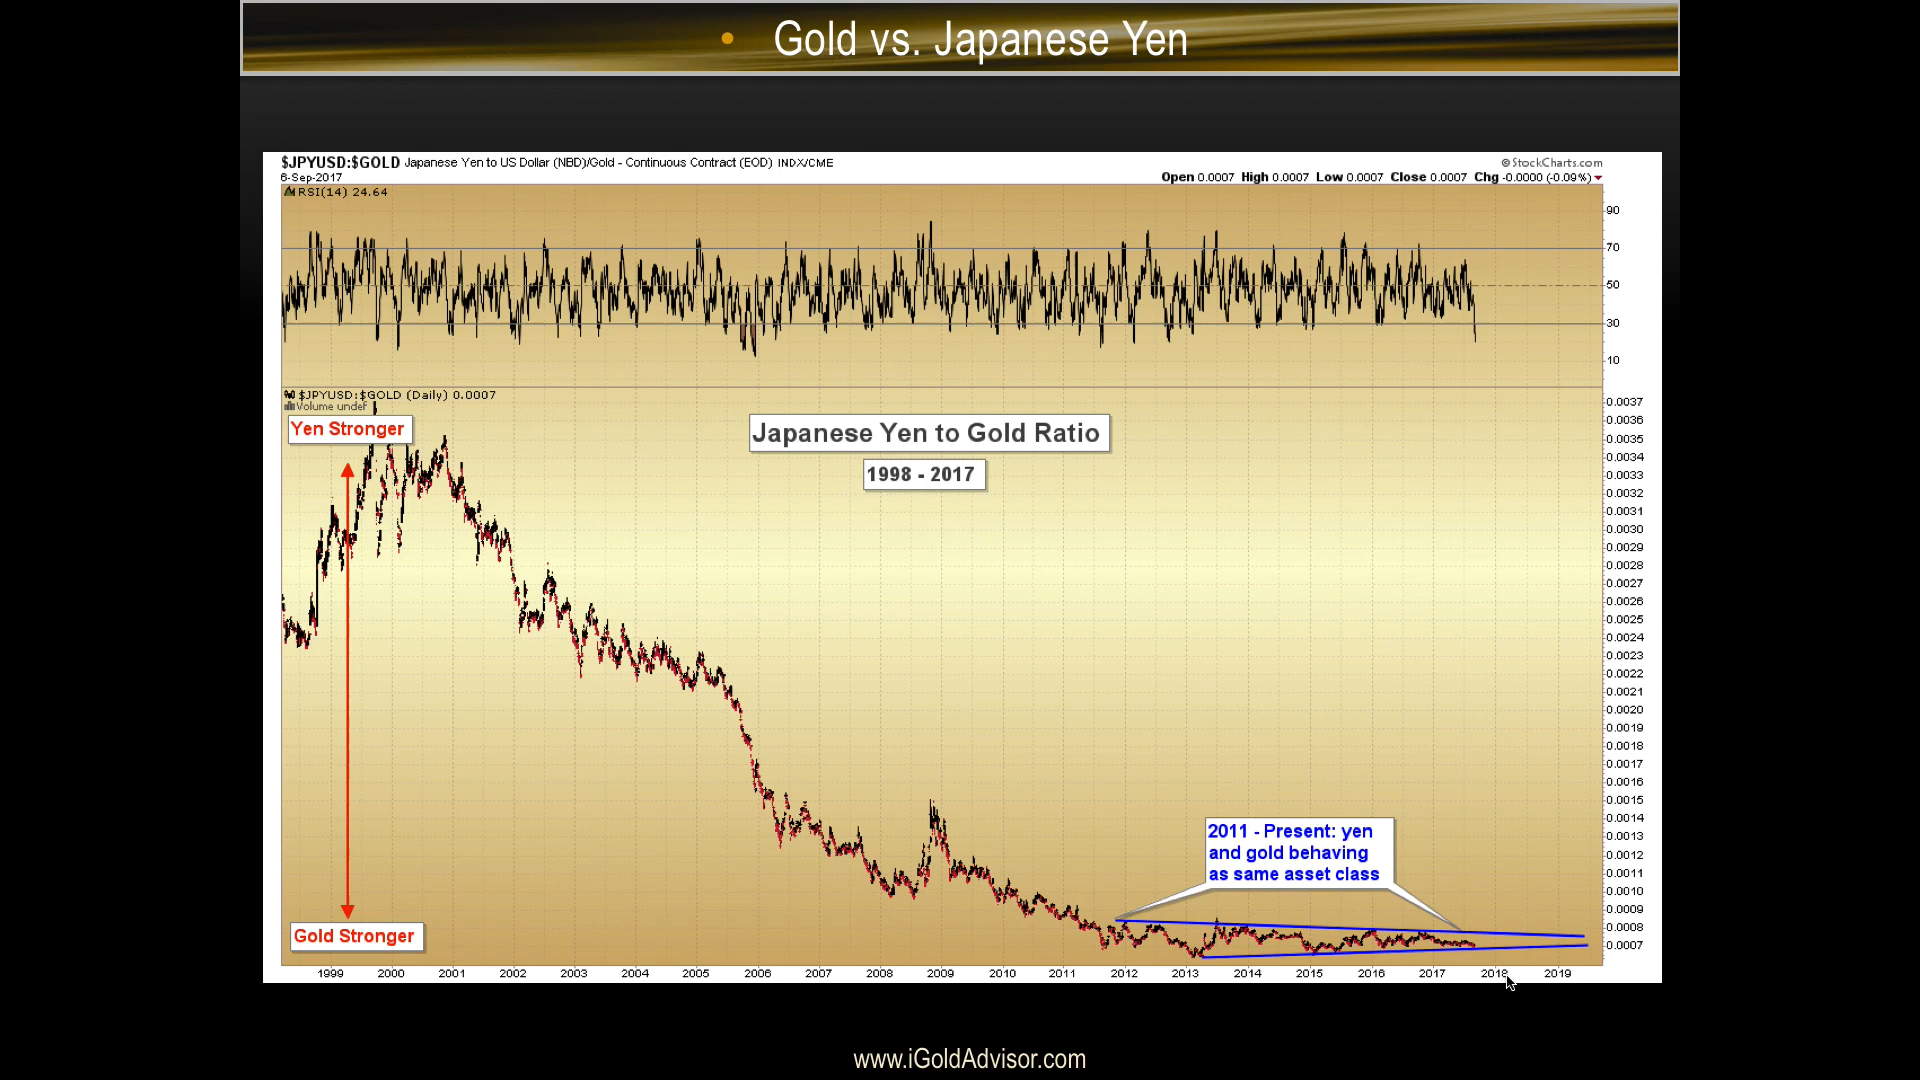 • Gold vs. Japanese Yen
$JPYUSD:$GOLD Japanese Yen to US Dollar (NBD)/Gold - Continuous Contract (EOD) INDX/CME
© StockCharts.com
6-Sep-2017
Open 0.0007 High 0.0007 Low 0.0007 Close 0.0007 Chg -0.0000 (-0.09%)
RSI(14) 24.64
90
70
50
30
10
$JPYUSD:$GOLD (Daily) 0.0007
Volume undef
Yen Stronger
Japanese Yen to Gold Ratio
1998 - 2017
0.0037
0.0036
0.0035
0.0034
0.0033
0.0032
0.0031
0.0030
0.0029
0.0028
0.0027
0.0026
0.0025
0.0024
0.0023
0.0022
0.0021
0.0020
0.0019
0.0018
0.0017
0.0016
0.0015
0.0014
0.0013
0.0012
0.0011
0.0010
0.0009
0.0008
0.0007
2011 - Present: yen
and gold behaving
as same asset class
Gold Stronger
1999 2000 2001 2002 2003 2004 2005 2006 2007 2008 2009 2010 2011 2012 2013 2014 2015 2016 2017 2018 2019
www.iGoldAdvisor.com